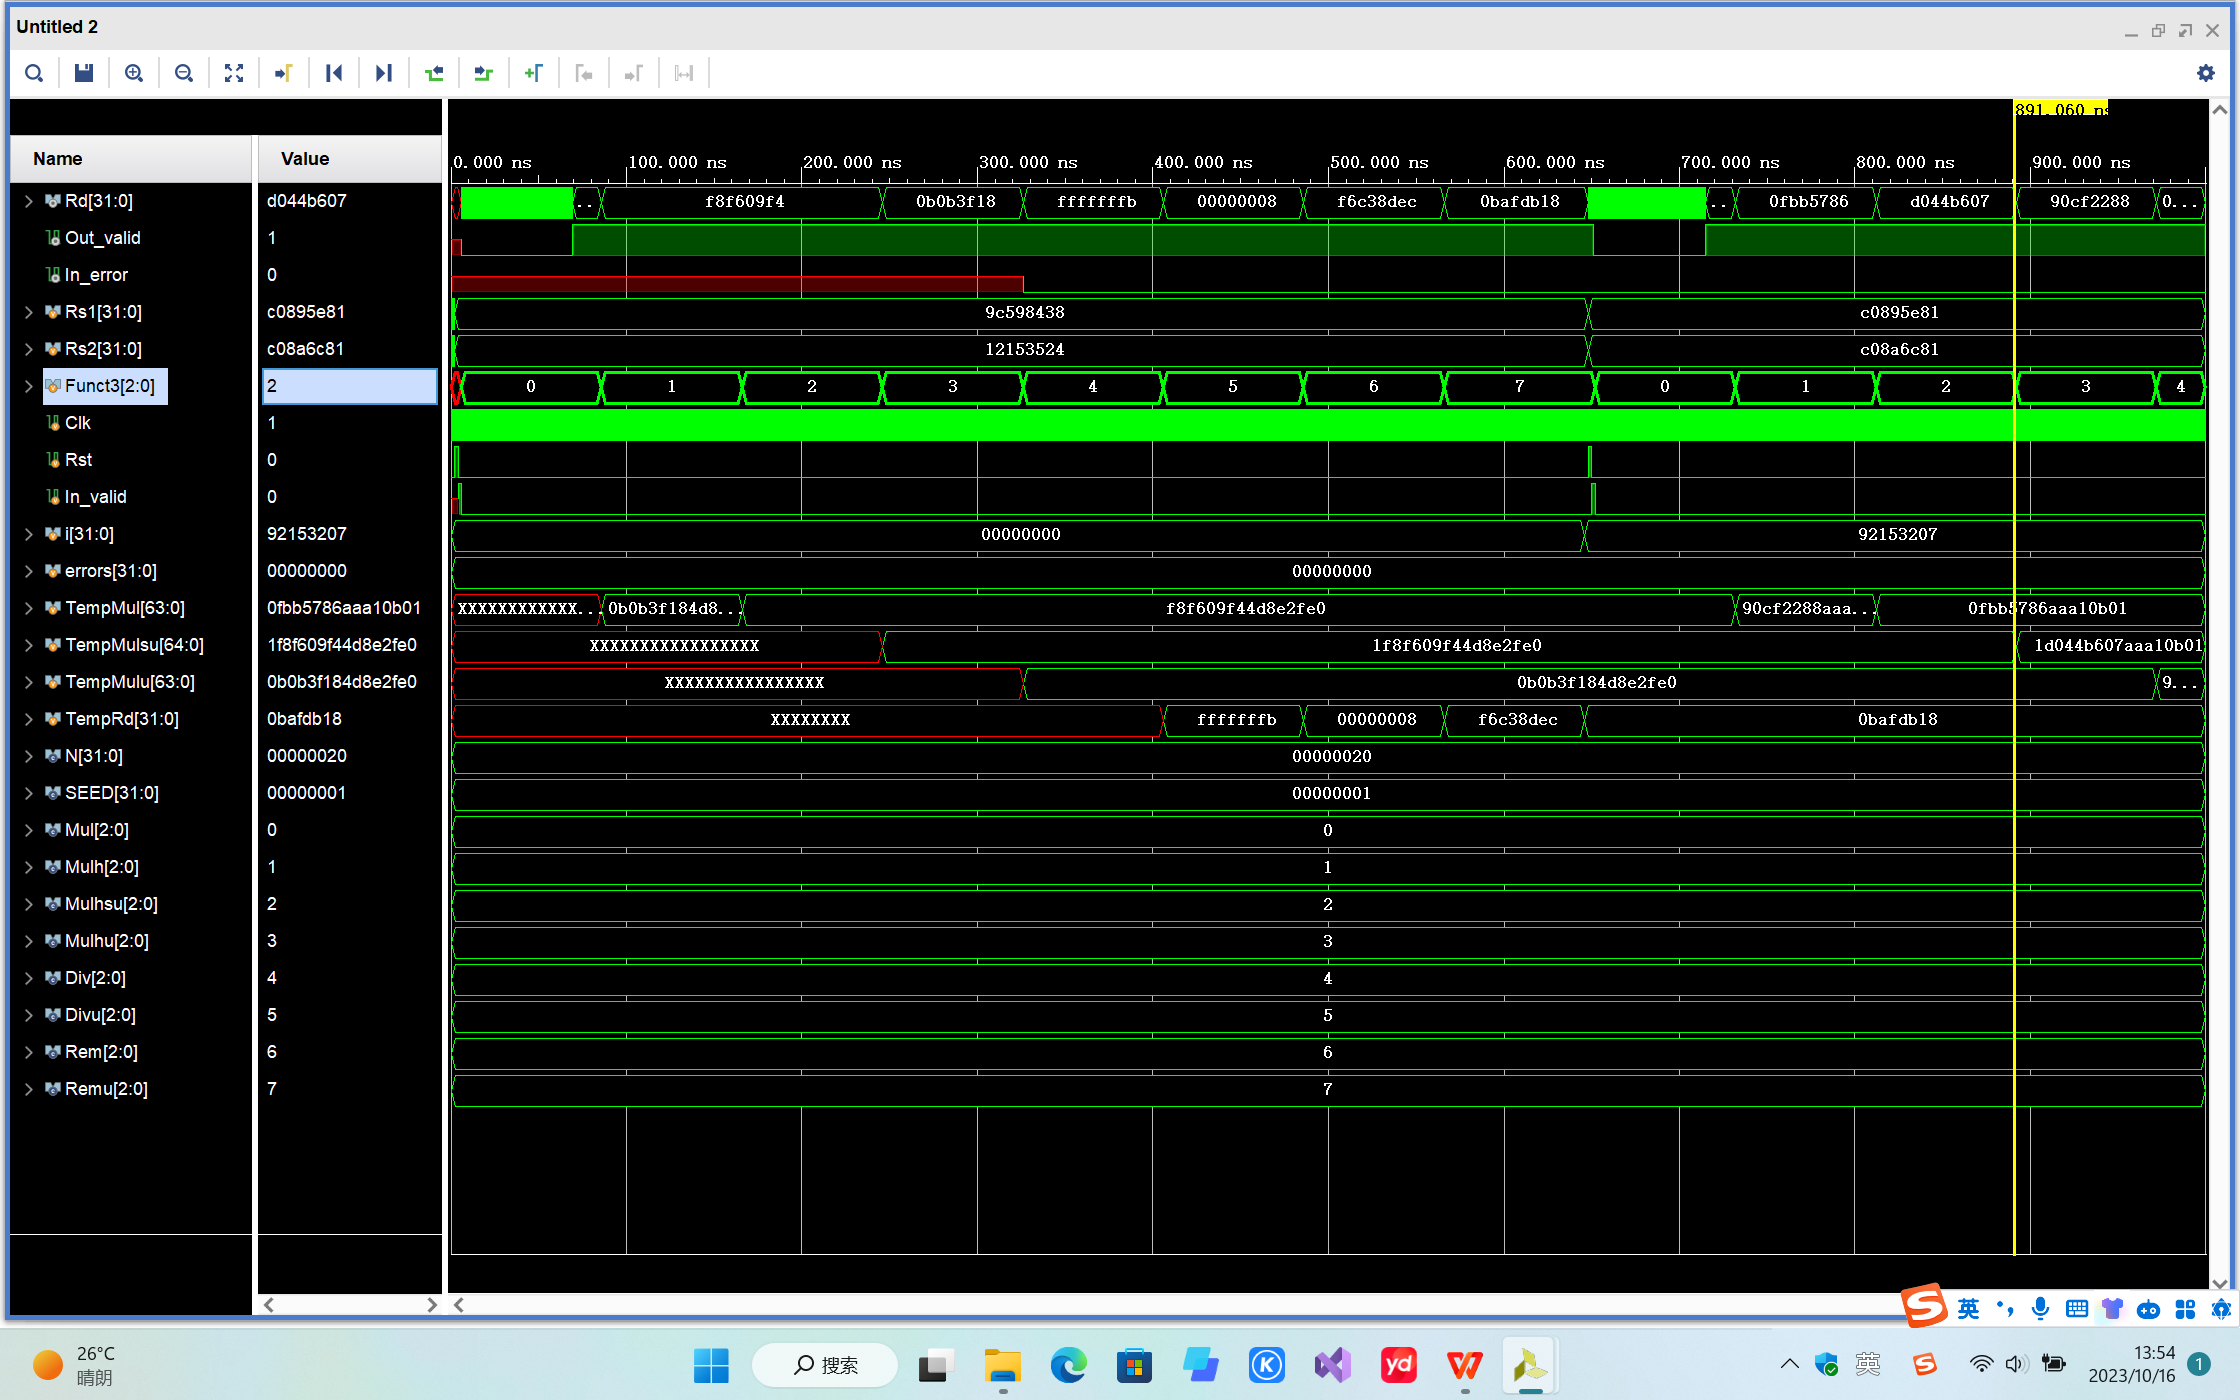 Untitled 2
891.060 ns
Name Value
0.000 ns 100.000 ns 200.000 ns 300.000 ns 400.000 ns 500.000 ns 600.000 ns 700.000 ns 800.000 ns 900.000 ns
Rd[31:0] d044b607 .. f8f609f4 0b0b3f18 fffffffb 00000008 f6c38dec 0bafdb18 .. 0fbb5786 d044b607 90cf2288 0...
Out_valid 1
In_error 0
Rs1[31:0] c0895e81 9c598438 c0895e81
Rs2[31:0] c08a6c81 12153524 c08a6c81
Funct3[2:0] 2 0 1 2 3 4 5 6 7 0 1 2 3 4
Clk 1
Rst 0
In_valid 0
i[31:0] 92153207 00000000 92153207
errors[31:0] 00000000 00000000
TempMul[63:0] 0fbb5786aaa10b01 XXXXXXXXXXXX... 0b0b3f184d8... f8f609f44d8e2fe0 90cf2288aaa... 0fbb5786aaa10b01
TempMulsu[64:0] 1f8f609f44d8e2fe0 XXXXXXXXXXXXXXXXX 1f8f609f44d8e2fe0 1d044b607aaa10b01
TempMulu[63:0] 0b0b3f184d8e2fe0 XXXXXXXXXXXXXXXX 0b0b3f184d8e2fe0 9...
TempRd[31:0] 0bafdb18 XXXXXXXX fffffffb 00000008 f6c38dec 0bafdb18
N[31:0] 00000020 00000020
SEED[31:0] 00000001 00000001
Mul[2:0] 0 0
Mulh[2:0] 1 1
Mulhsu[2:0] 2 2
Mulhu[2:0] 3 3
Div[2:0] 4 4
Divu[2:0] 5 5
Rem[2:0] 6 6
Remu[2:0] 7 7
S 英
26°C
晴朗
搜索
K
yd
英
S
13:54
2023/10/16
1